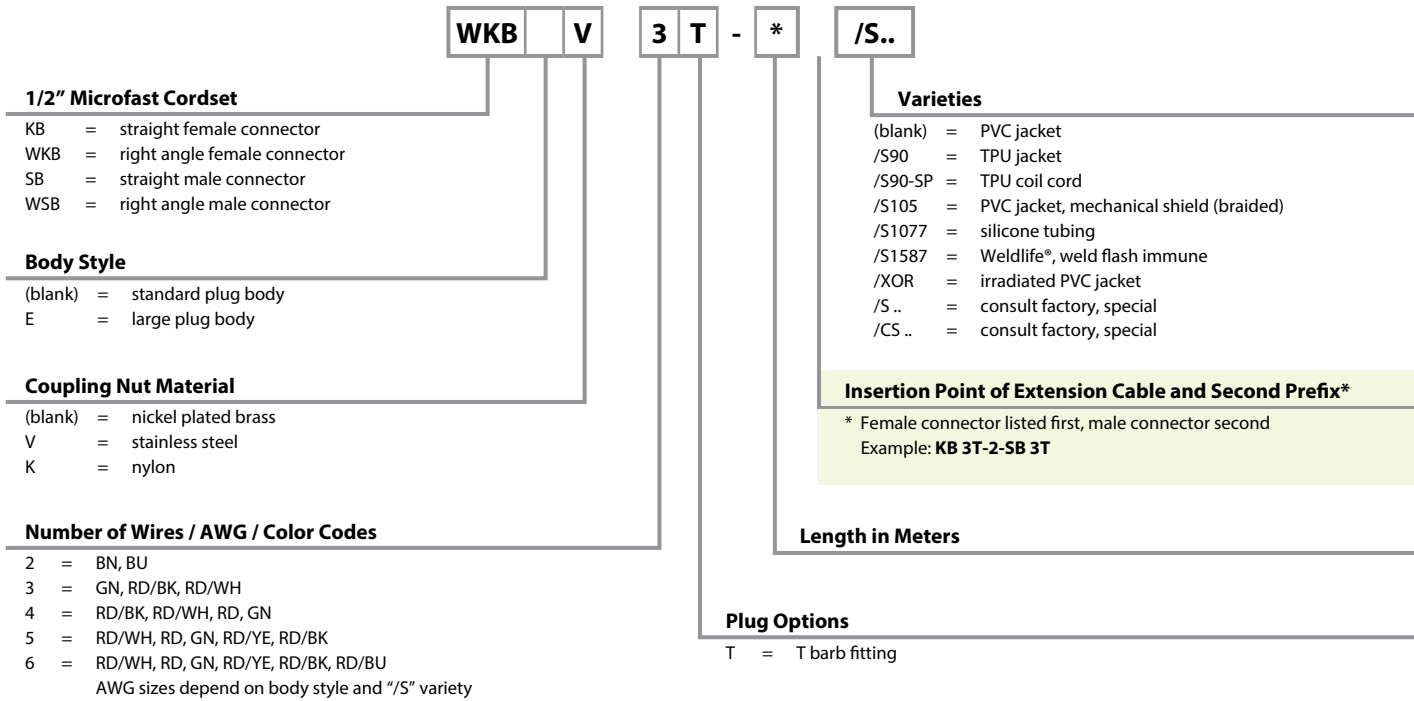 WKB V 3 T - * /S..
1/2” Microfast Cordset
KB = straight female connector
WKB = right angle female connector
SB = straight male connector
WSB = right angle male connector
Body Style
(blank) = standard plug body
E = large plug body
Coupling Nut Material
(blank) = nickel plated brass
V = stainless steel
K = nylon
Number of Wires / AWG / Color Codes
2 = BN, BU
3 = GN, RD/BK, RD/WH
4 = RD/BK, RD/WH, RD, GN
5 = RD/WH, RD, GN, RD/YE, RD/BK
6 = RD/WH, RD, GN, RD/YE, RD/BK, RD/BU
AWG sizes depend on body style and “/S” variety
Varieties
(blank) = PVC jacket
/S90 = TPU jacket
/S90-SP = TPU coil cord
/S105 = PVC jacket, mechanical shield (braided)
/S1077 = silicone tubing
/S1587 = Weldlife®, weld flash immune
/XOR = irradiated PVC jacket
/S .. = consult factory, special
/CS .. = consult factory, special
Insertion Point of Extension Cable and Second Prefix*
* Female connector listed first, male connector second
Example: KB 3T-2-SB 3T
Length in Meters
Plug Options
T = T barb fitting